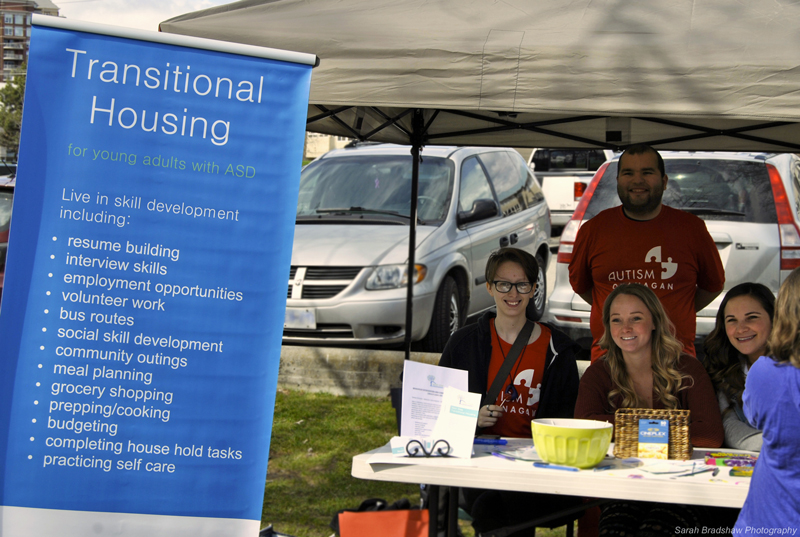 Transitional
Housing
for young adults with ASD
Live in skill development
including:
• resume building
• interview skills
• employment opportunities
• volunteer work
• bus routes
• social skill development
• community outings
• meal planning
• grocery shopping
• prepping/cooking
• budgeting
• completing house hold tasks
• practicing self care
AUTISM
OKANAGAN
CINEPLEX
Sarah Bradshaw Photography